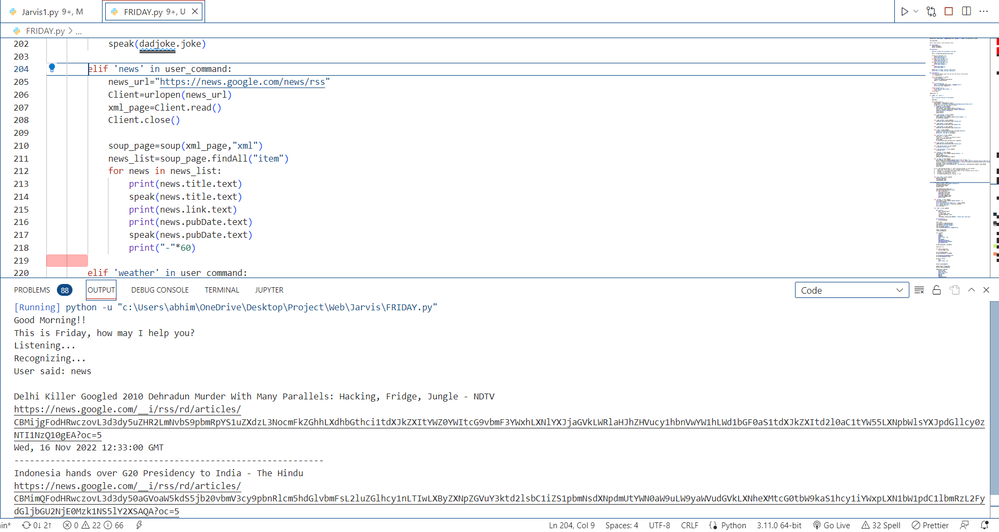 Jarvis1.py 9+, M
FRIDAY.py 9+, U
FRIDAY.py > ...
202 speak(dadjoke.joke)
203
204 elif 'news' in user_command:
205 news_url="https://news.google.com/news/rss"
206 Client=urlopen(news_url)
207 xml_page=Client.read()
208 Client.close()
209
210 soup_page=soup(xml_page,"xml")
211 news_list=soup_page.findAll("item")
212 for news in news_list:
213 print(news.title.text)
214 speak(news.title.text)
215 print(news.link.text)
216 print(news.pubDate.text)
217 speak(news.pubDate.text)
218 print("-"*60)
219
220 elif 'weather' in user_command:
PROBLEMS 88 OUTPUT DEBUG CONSOLE TERMINAL JUPYTER Code
[Running] python -u "c:\Users\abhim\OneDrive\Desktop\Project\Web\Jarvis\FRIDAY.py"
Good Morning!!
This is Friday, how may I help you?
Listening...
Recognizing...
User said: news
Delhi Killer Googled 2010 Dehradun Murder With Many Parallels: Hacking, Fridge, Jungle - NDTV
https://news.google.com/__i/rss/rd/articles/
CBMijgFodHRwczovL3d3dy5uZHR2LmNvbS9pbmRpYS1uZXdzL3NocmFkZGhhLXdhbGthci1tdXJkZXItYWZ0YWItcG9vbmF3YWxhLXNlYXJjaGVkLWRlaHJhZHVucy1hbnVwYW1hLWd1bGF0aS1tdXJkZXItd2l0aC1tYW55LXNpbWlsYXJpdGllcy0z
NTI1NzQ10gEA?oc=5
Wed, 16 Nov 2022 12:33:00 GMT
------------------------------------------------------------
Indonesia hands over G20 Presidency to India - The Hindu
https://news.google.com/__i/rss/rd/articles/
CBMimQFodHRwczovL3d3dy50aGVoaW5kdS5jb20vbmV3cy9pbnRlcm5hdGlvbmFsL2luZGlhcy1nLTIwLXByZXNpZGVuY3ktd2lsbC1iZS1pbmNsdXNpdmUtYWN0aW9uLW9yaWVudGVkLXNheXMtcG0tbW9kaS1hcy1iYWxpLXN1bW1pdC1lbmRzL2Fy
dGljbGU2NjE0Mzk1NS5lY2XSAQA?oc=5
in* 0↓ 2↑ 0 22 66 Ln 204, Col 9 Spaces: 4 UTF-8 CRLF Python 3.11.0 64-bit Go Live 32 Spell Prettier